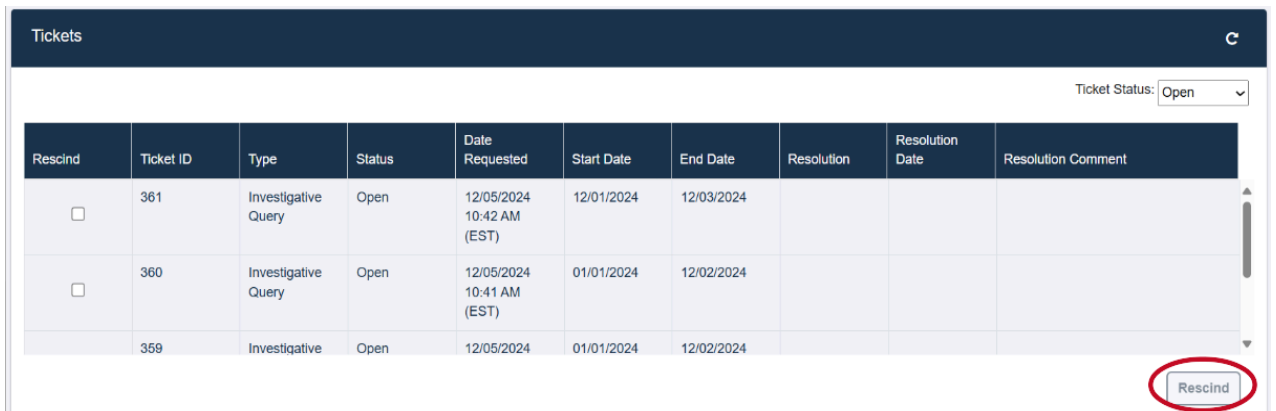 Tickets
Ticket Status: Open
Rescind Ticket ID Type Status Date Requested Start Date End Date Resolution Resolution Date Resolution Comment
361 Investigative Query Open 12/05/2024 10:42 AM (EST) 12/01/2024 12/03/2024
360 Investigative Query Open 12/05/2024 10:41 AM (EST) 01/01/2024 12/02/2024
359 Investigative Open 12/05/2024 01/01/2024 12/02/2024
Rescind